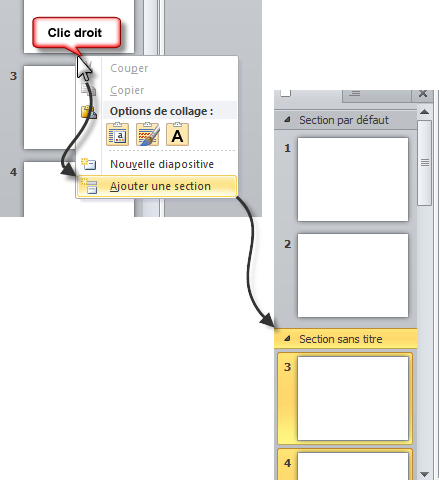 Clic droit
3
Couper
Copier
Options de collage :
a
A
4
Nouvelle diapositive
Ajouter une section
Section par défaut
1
2
Section sans titre
3
4